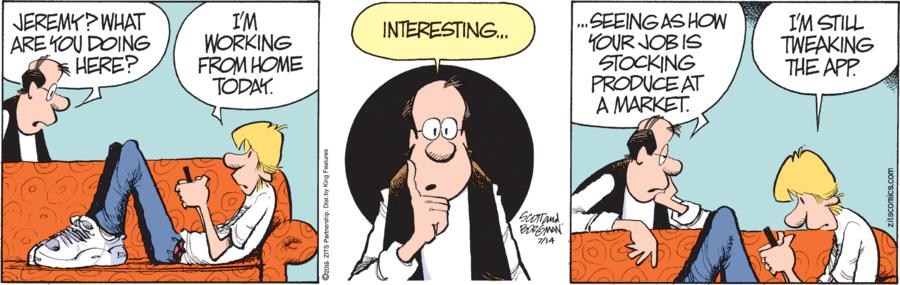 JEREMY? WHAT
ARE YOU DOING
HERE?
I'M
WORKING
FROM HOME
TODAY.
©2016 ZITS Partnership. Dist. by King Features
INTERESTING...
SCOTT and
BORGMAN
7/14
...SEEING AS HOW
YOUR JOB IS
STOCKING
PRODUCE AT
A MARKET.
I'M STILL
TWEAKING
THE APP.
zitscomics.com